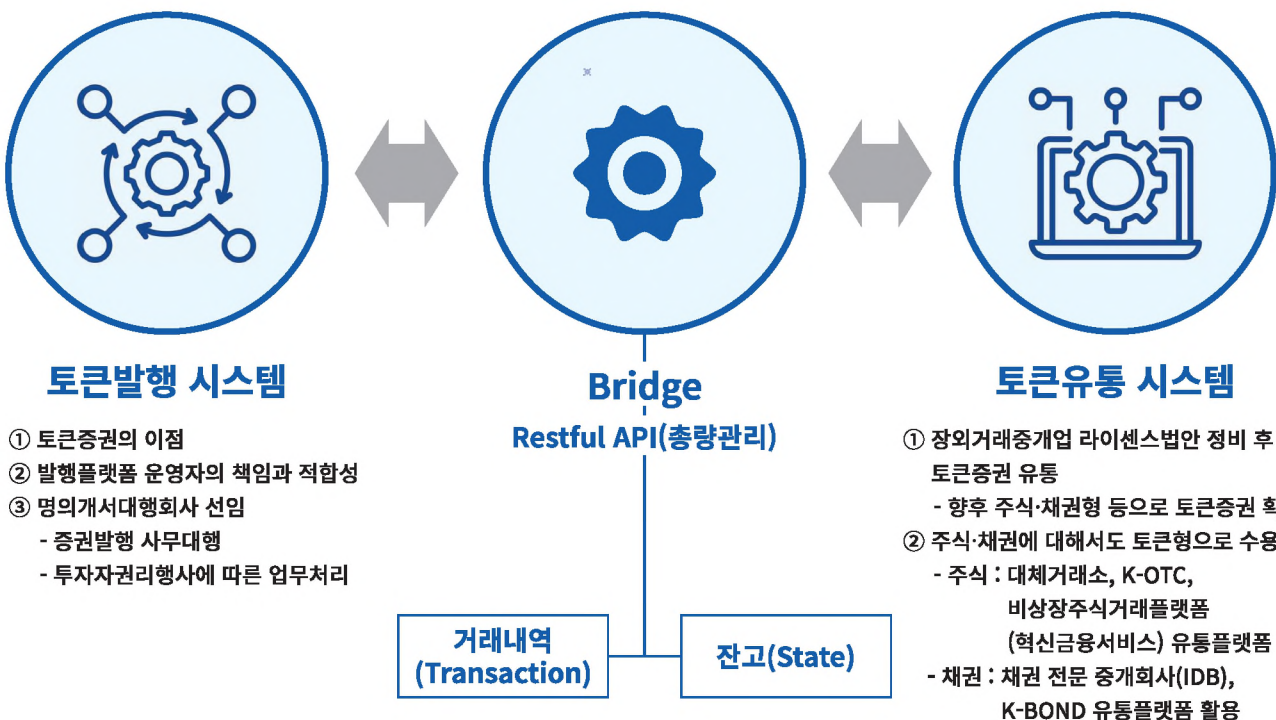 토큰발행 시스템
① 토큰증권의 이점
② 발행플랫폼 운영자의 책임과 적합성
③ 명의개서대행회사 선임
- 증권발행 사무대행
- 투자자권리행사에 따른 업무처리
Bridge
Restful API(총량관리)
거래내역
(Transaction)
잔고(State)
토큰유통 시스템
① 장외거래중개업 라이센스법안 정비 후
토큰증권 유통
- 향후 주식·채권형 등으로 토큰증권
② 주식·채권에 대해서도 토큰형으로 수용
- 주식 : 대체거래소, K-OTC,
비상장주식거래플랫폼
(혁신금융서비스) 유통플랫폼
- 채권 : 채권 전문 중개회사(IDB),
K-BOND 유통플랫폼 활용